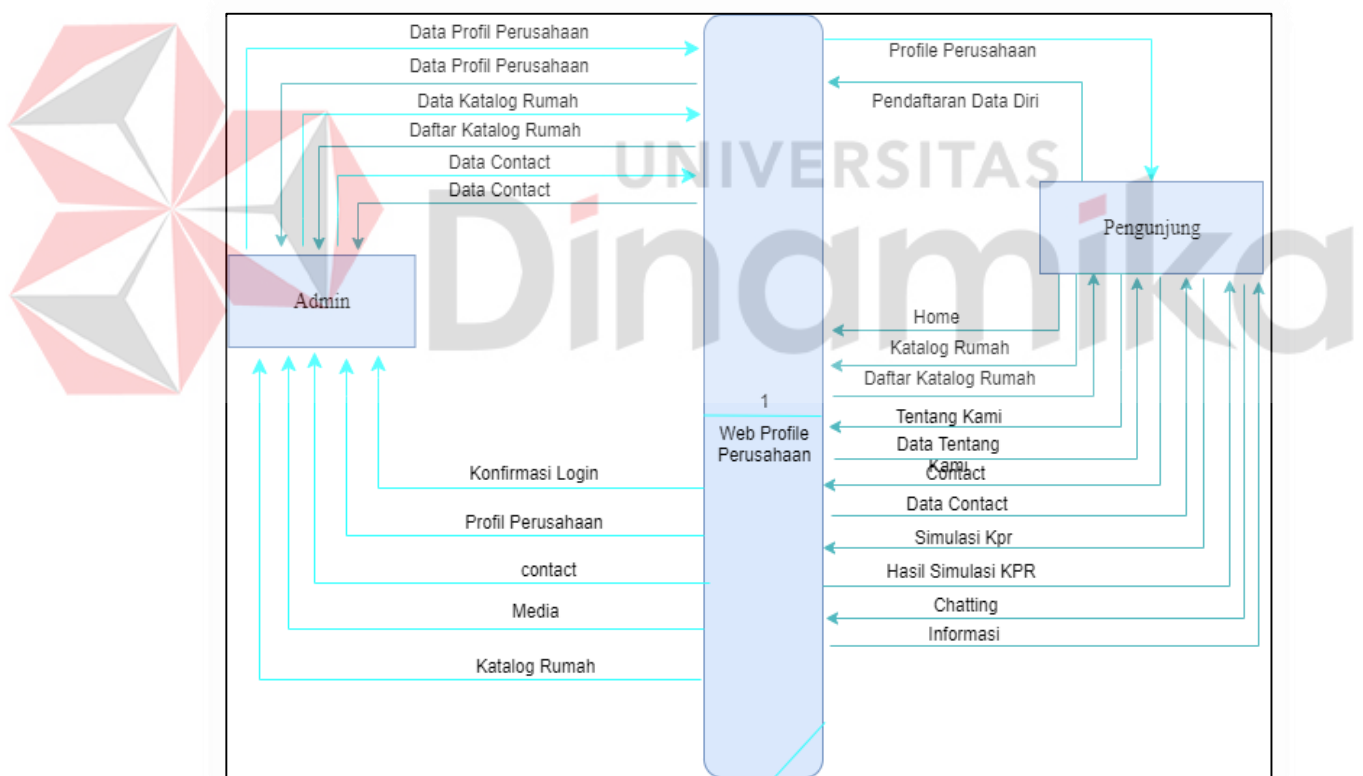 Data Profil Perusahaan
Data Profil Perusahaan
Data Katalog Rumah
Daftar Katalog Rumah
Data Contact
Data Contact
Admin
Konfirmasi Login
Profil Perusahaan
contact
Media
Katalog Rumah
1
Web Profile
Perusahaan
Profile Perusahaan
Pendaftaran Data Diri
UNIVERSITAS
Dinamika
Pengunjung
Home
Katalog Rumah
Daftar Katalog Rumah
Tentang Kami
Data Tentang
Kami
Contact
Data Contact
Simulasi Kpr
Hasil Simulasi KPR
Chatting
Informasi